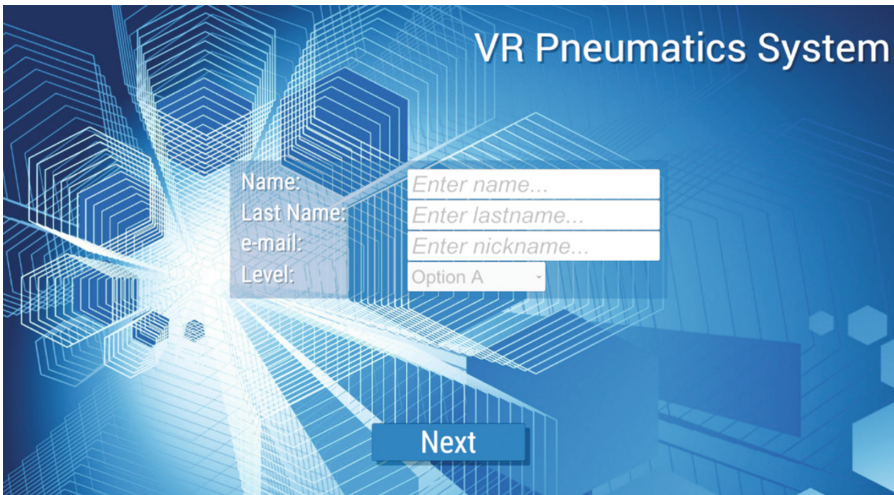 VR Pneumatics System
Name: Enter name...
Last Name: Enter lastname...
e-mail: Enter nickname...
Level: Option A
Next